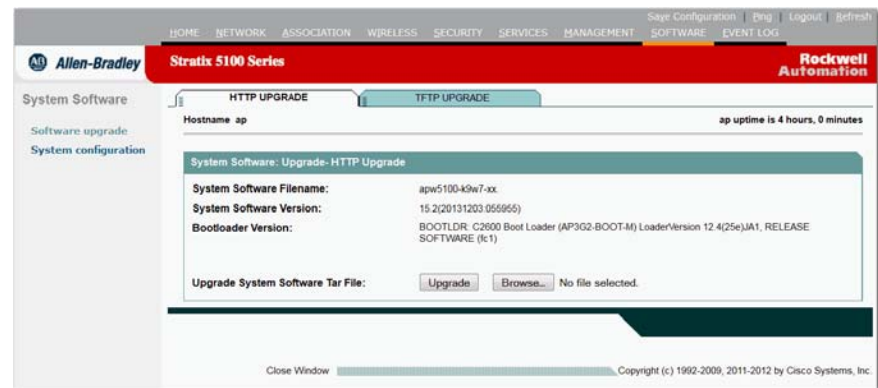 Save Configuration | Ping | Logout | Refresh
HOME NETWORK ASSOCIATION WIRELESS SECURITY SERVICES MANAGEMENT SOFTWARE EVENT LOG
AB Allen-Bradley
Stratix 5100 Series
Rockwell
Automation
System Software
Software upgrade
System configuration
HTTP UPGRADE
TFTP UPGRADE
Hostname ap
ap uptime is 4 hours, 0 minutes
System Software: Upgrade- HTTP Upgrade
System Software Filename: apw5100-k9w7-xx.
System Software Version: 15.2(20131203:055955)
Bootloader Version: BOOTLDR: C2600 Boot Loader (AP3G2-BOOT-M) LoaderVersion 12.4(25e)JA1, RELEASE
SOFTWARE (fc1)
Upgrade System Software Tar File: Upgrade Browse... No file selected.
Close Window
Copyright (c) 1992-2009, 2011-2012 by Cisco Systems, Inc.